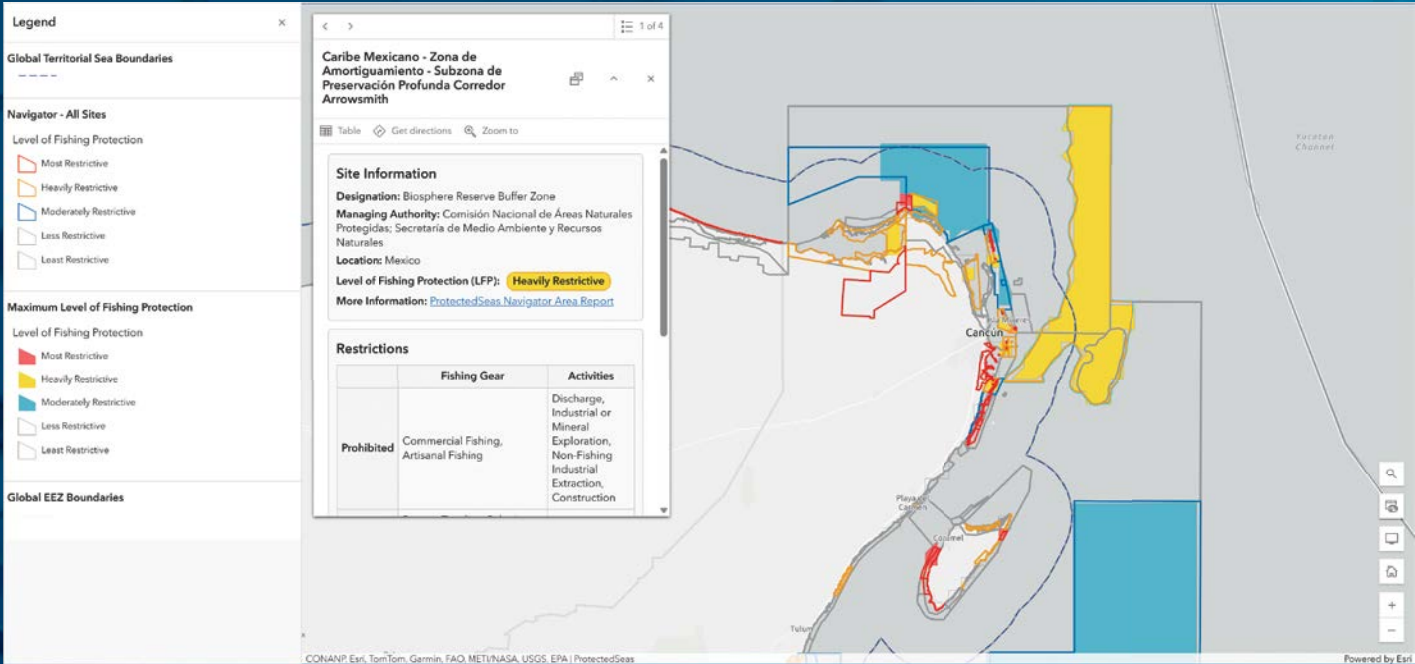 Legend
Global Territorial Sea Boundaries
Navigator - All Sites
Level of Fishing Protection
Most Restrictive
Heavily Restrictive
Moderately Restrictive
Less Restrictive
Least Restrictive
Maximum Level of Fishing Protection
Level of Fishing Protection
Most Restrictive
Heavily Restrictive
Moderately Restrictive
Less Restrictive
Least Restrictive
Global EEZ Boundaries
1 of 4
Caribe Mexicano - Zona de
Amortiguamiento - Subzona de
Preservación Profunda Corredor
Arrowsmith
Table Get directions Zoom to
Site Information
Designation: Biosphere Reserve Buffer Zone
Managing Authority: Comisión Nacional de Áreas Naturales
Protegidas; Secretaría de Medio Ambiente y Recursos
Naturales
Location: Mexico
Level of Fishing Protection (LFP): Heavily Restrictive
More Information: ProtectedSeas Navigator Area Report
Restrictions
Fishing Gear Activities
Prohibited
Commercial Fishing,
Artisanal Fishing
Discharge,
Industrial or
Mineral
Exploration,
Non-Fishing
Industrial
Extraction,
Construction
Yucatan
Channel
Cancún
Playa
Carmen
Cozumel
Tulum
CONANP, Esri, TomTom, Garmin, FAO, METI/NASA, USGS, EPA | ProtectedSeas
Powered by Esri